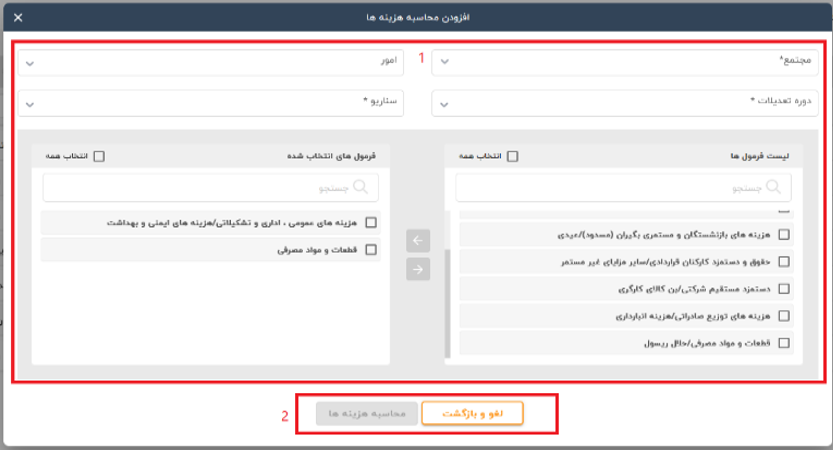 افزودن محاسبه هزینه ها
1
مجتمع*
امور
دوره تعدیلات *
سناریو *
لیست فرمول ها
انتخاب همه
جستجو
هزینه های بازنشستگان و مستمری بگیران (مسدود)/عیدی
حقوق و دستمزد کارکنان قراردادی/سایر مزایای غیر مستمر
دستمزد مستقیم شرکتی/بن کالای کارگری
هزینه های توزیع صادراتی/هزینه انبارداری
قطعات و مواد مصرفی/حلال ریسول
فرمول های انتخاب شده
انتخاب همه
جستجو
هزینه های عمومی ، اداری و تشکیلاتی/هزینه های ایمنی و بهداشت
قطعات و مواد مصرفی
2
لغو و بازگشت
محاسبه هزینه ها